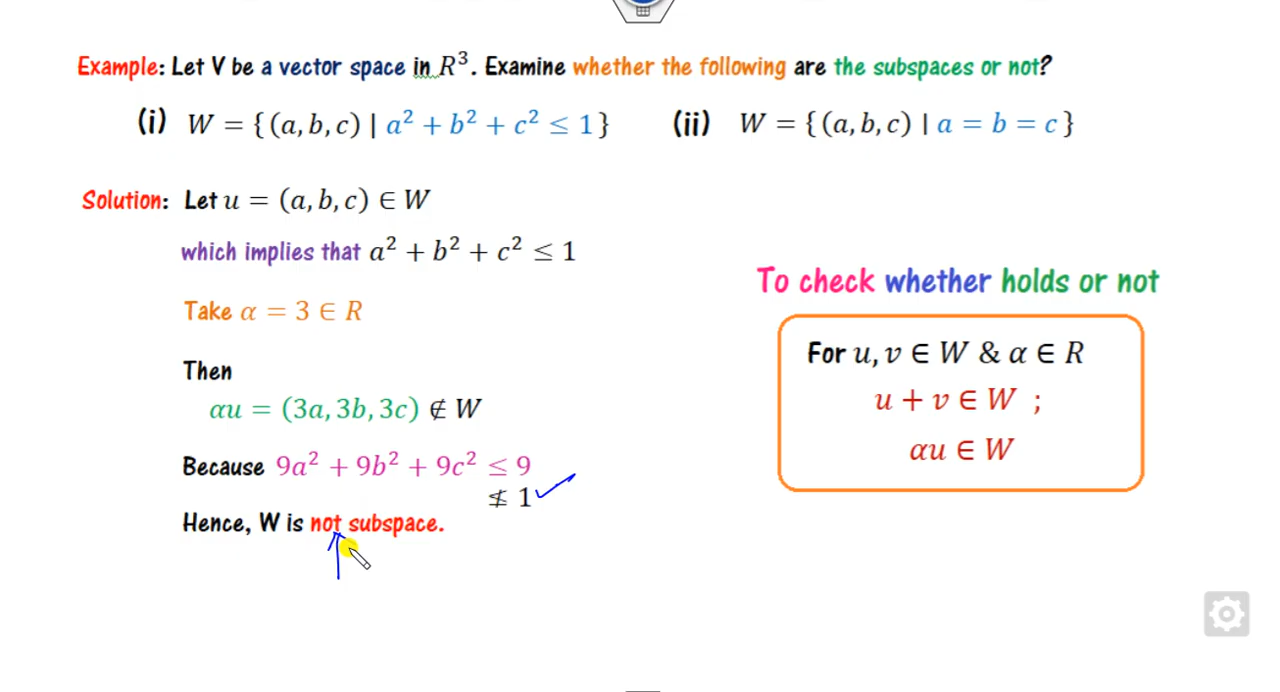 Example: Let V be a vector space in R³. Examine whether the following are the subspaces or not?
(i) W = {(a, b, c) | a² + b² + c² ≤ 1} (ii) W = {(a, b, c) | a = b = c}
Solution: Let u = (a, b, c) ∈ W
which implies that a² + b² + c² ≤ 1
Take α = 3 ∈ R
Then
αu = (3a, 3b, 3c) ∉ W
Because 9a² + 9b² + 9c² ≤ 9
≰ 1
Hence, W is not subspace.
To check whether holds or not
For u, v ∈ W & α ∈ R
u + v ∈ W ;
αu ∈ W